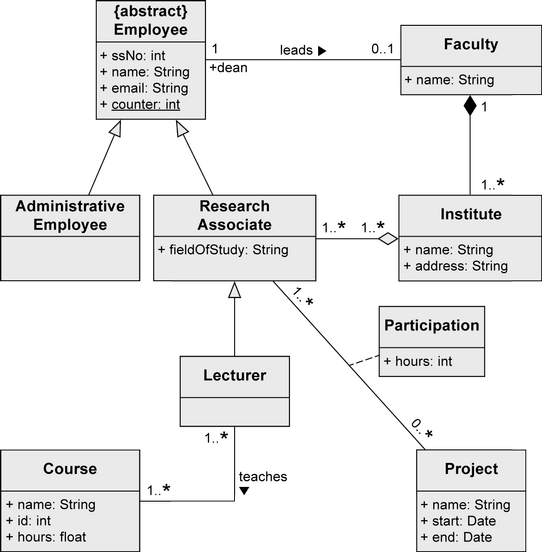 {abstract}
Employee
+ ssNo: int
+ name: String
+ email: String
+ counter: int
1
+dean
leads ▶
0..1
Faculty
+ name: String
1
1..*
Administrative
Employee
Research
Associate
+ fieldOfStudy: String
1..*
1..*
Institute
+ name: String
+ address: String
1..*
Participation
+ hours: int
0..*
Lecturer
1..*
teaches
▼
1..*
Course
+ name: String
+ id: int
+ hours: float
Project
+ name: String
+ start: Date
+ end: Date